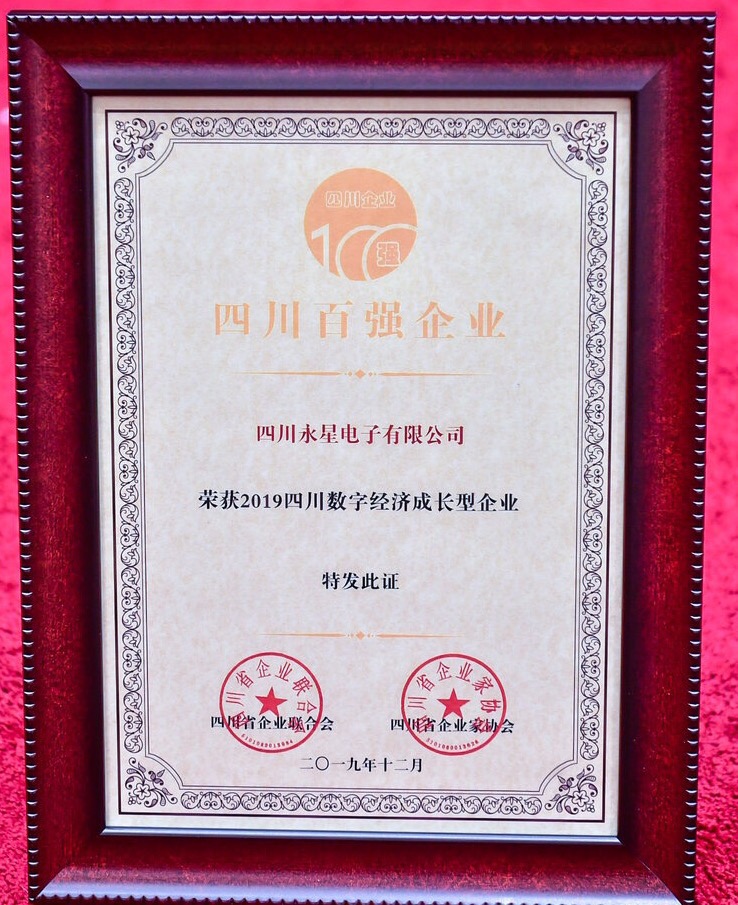 四川企业
100强
四川百强企业
四川永星电子有限公司
荣获2019四川数字经济成长型企业
特发此证
四川省企业联合会
四川省企业家协会
四川省企业联合会
四川省企业家协会
二〇一九年十二月